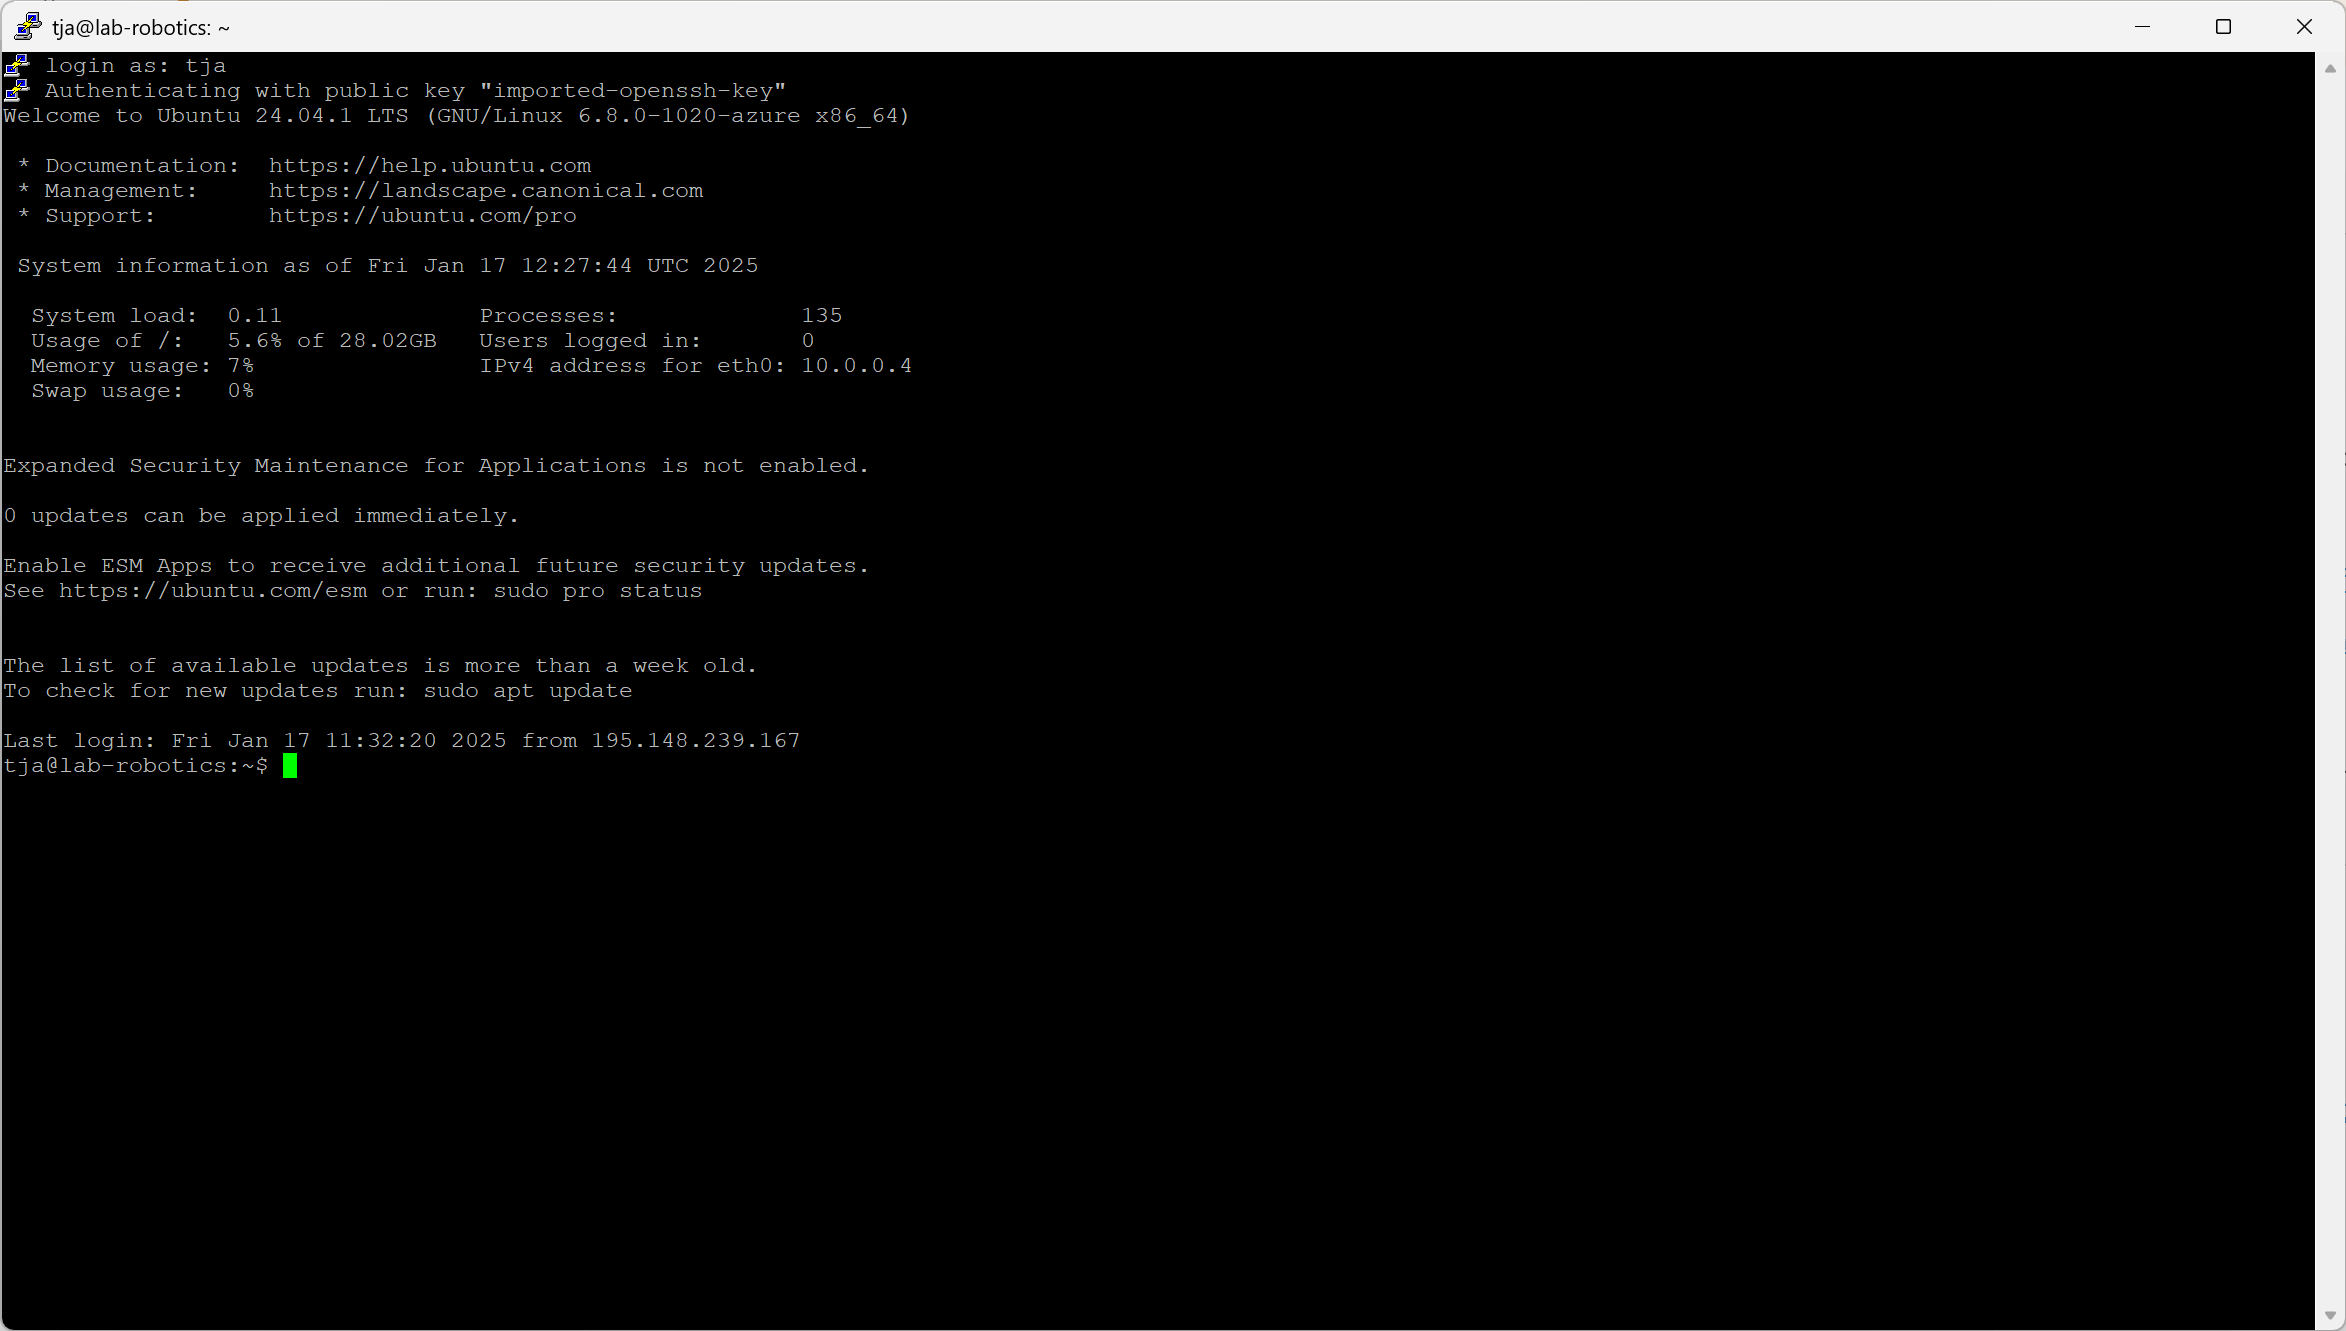 tja@lab-robotics: ~
login as: tja
Authenticating with public key "imported-openssh-key"
Welcome to Ubuntu 24.04.1 LTS (GNU/Linux 6.8.0-1020-azure x86_64)
* Documentation:  https://help.ubuntu.com
* Management:     https://landscape.canonical.com
* Support:        https://ubuntu.com/pro
System information as of Fri Jan 17 12:27:44 UTC 2025
System load:  0.11              Processes:             135
Usage of /:   5.6% of 28.02GB   Users logged in:       0
Memory usage: 7%                IPv4 address for eth0: 10.0.0.4
Swap usage:   0%
Expanded Security Maintenance for Applications is not enabled.
0 updates can be applied immediately.
Enable ESM Apps to receive additional future security updates.
See https://ubuntu.com/esm or run: sudo pro status
The list of available updates is more than a week old.
To check for new updates run: sudo apt update
Last login: Fri Jan 17 11:32:20 2025 from 195.148.239.167
tja@lab-robotics:~$